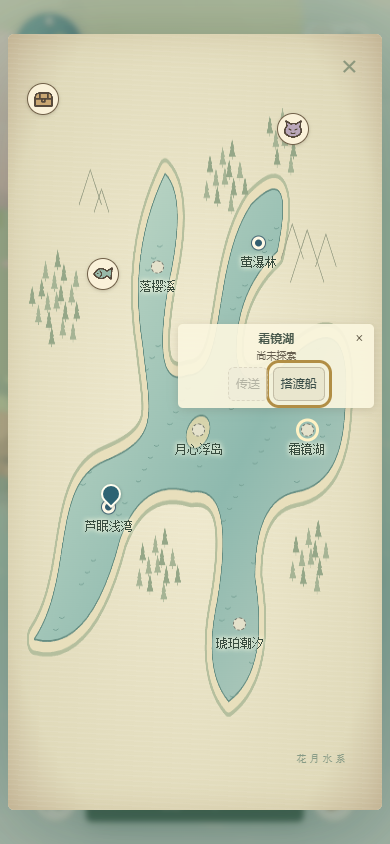 萤瀑林
落樱溪
霜镜湖
×
尚未探索
传送
搭渡船
月心浮岛
霜镜湖
芦眠浅湾
琥珀潮汐
花月水系